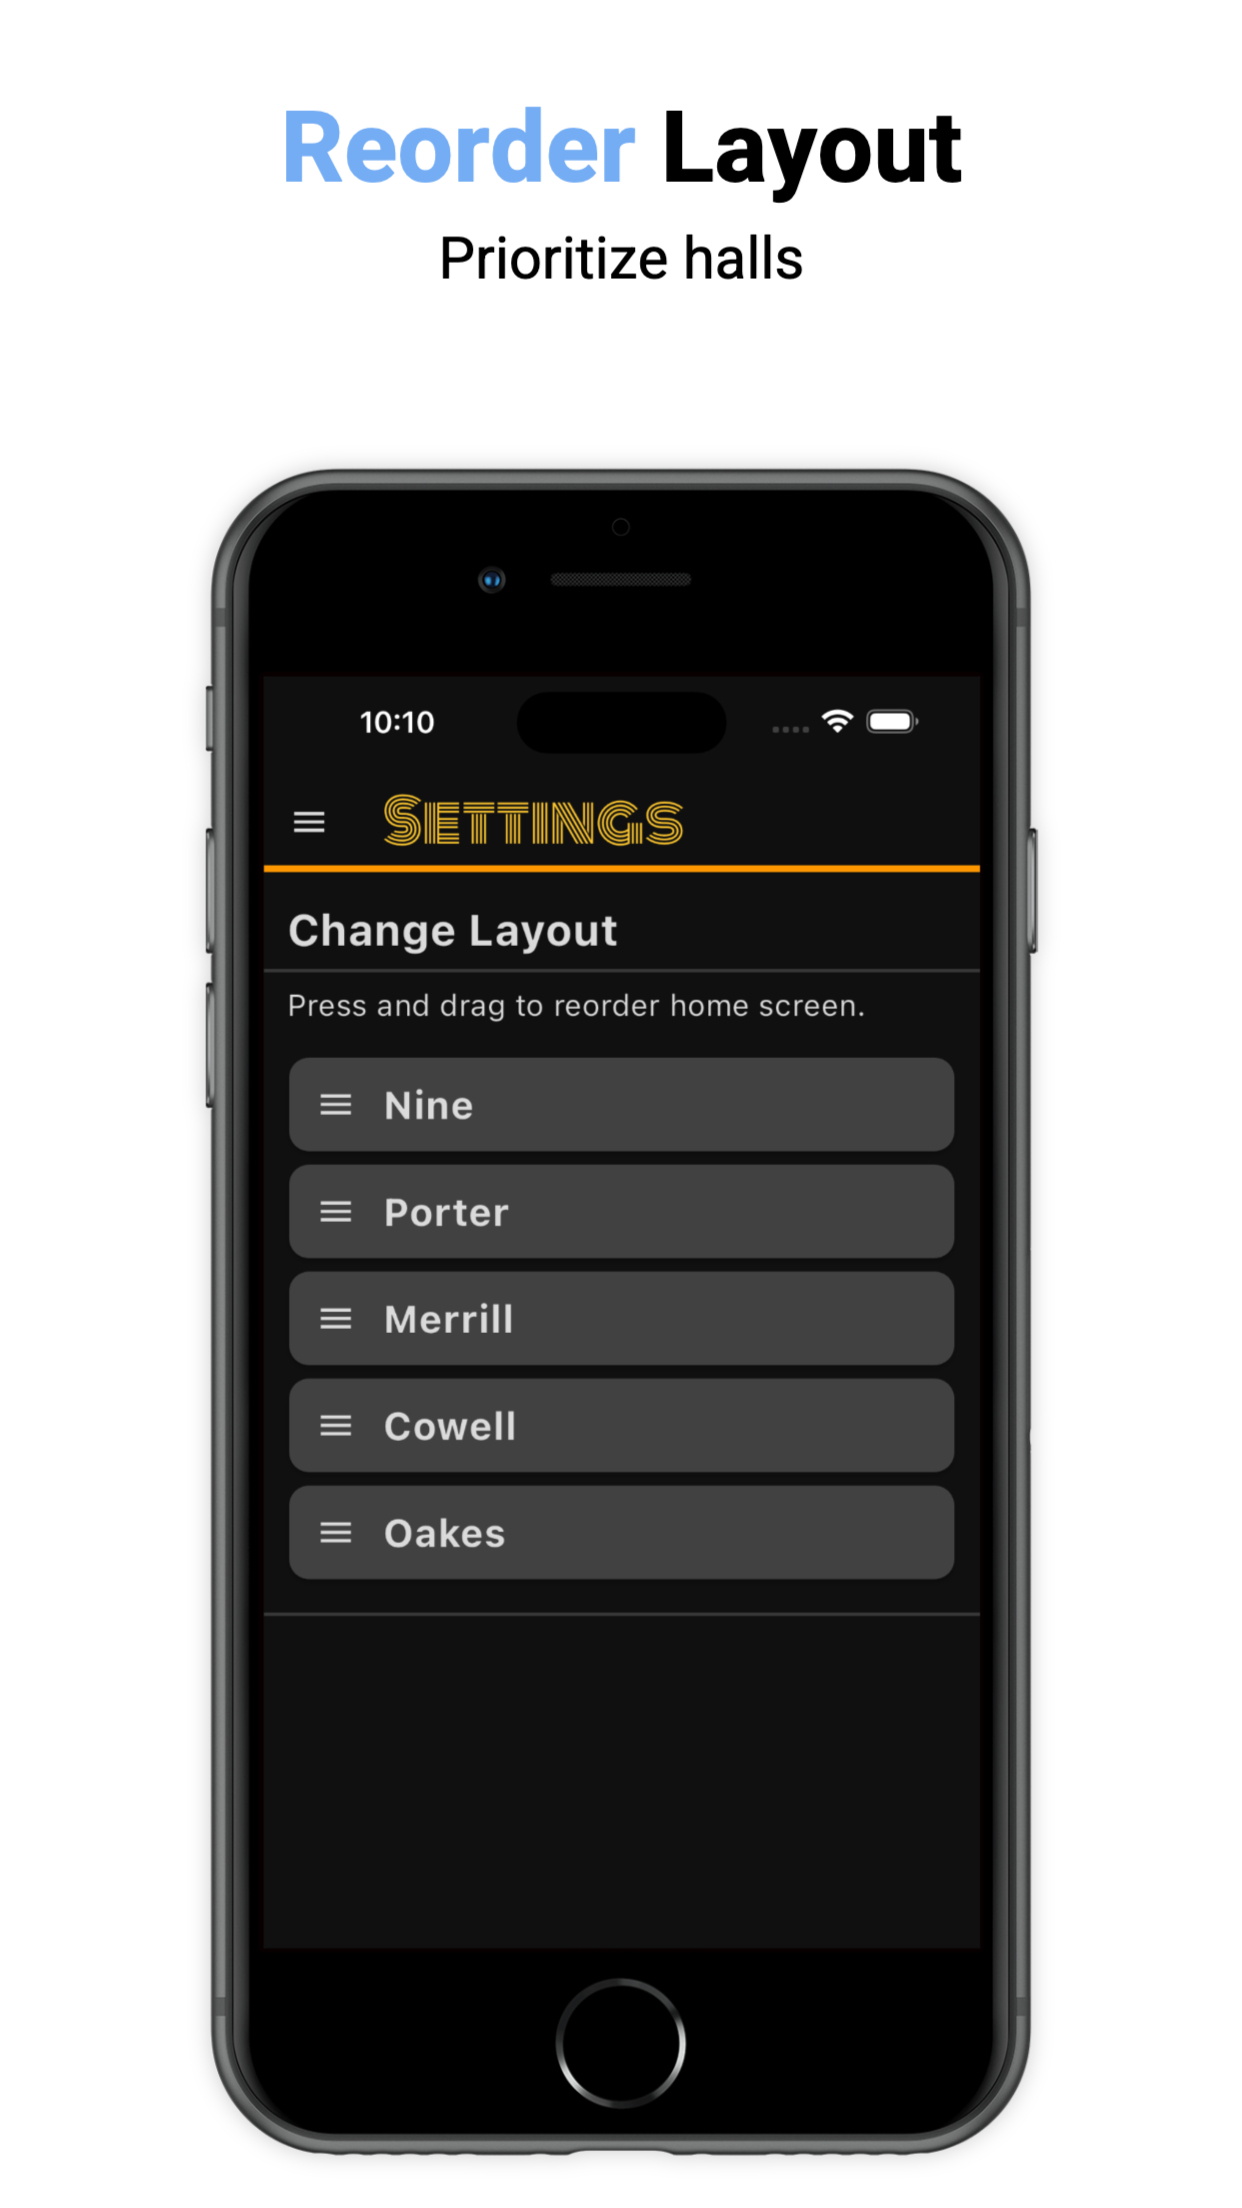 Reorder Layout
Prioritize halls
10:10
SETTINGS
Change Layout
Press and drag to reorder home screen.
Nine
Porter
Merrill
Cowell
Oakes